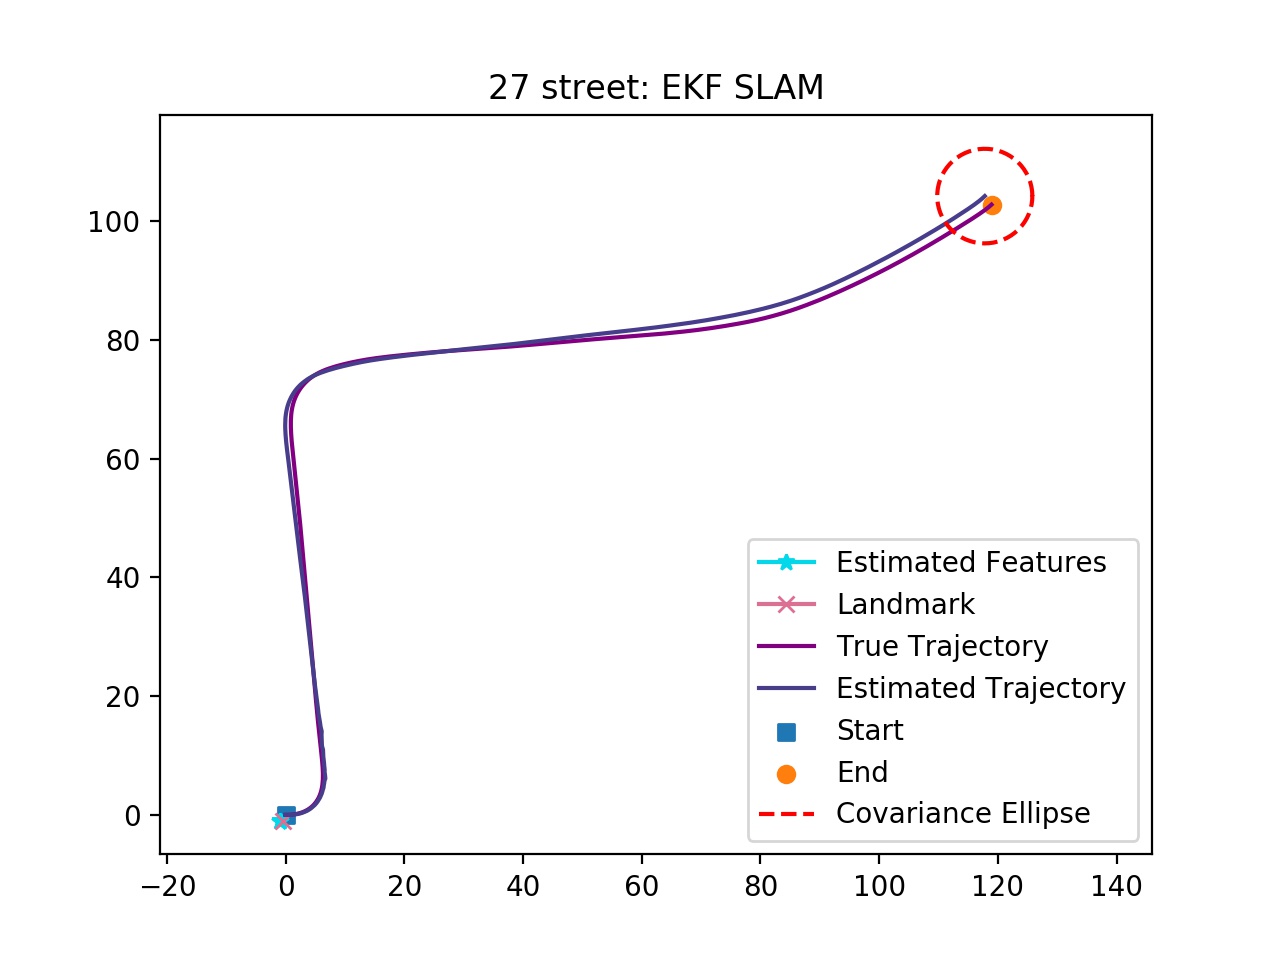 27 street: EKF SLAM
100
80
60
40
20
0
Estimated Features
Landmark
True Trajectory
Estimated Trajectory
Start
End
Covariance Ellipse
−20 0 20 40 60 80 100 120 140